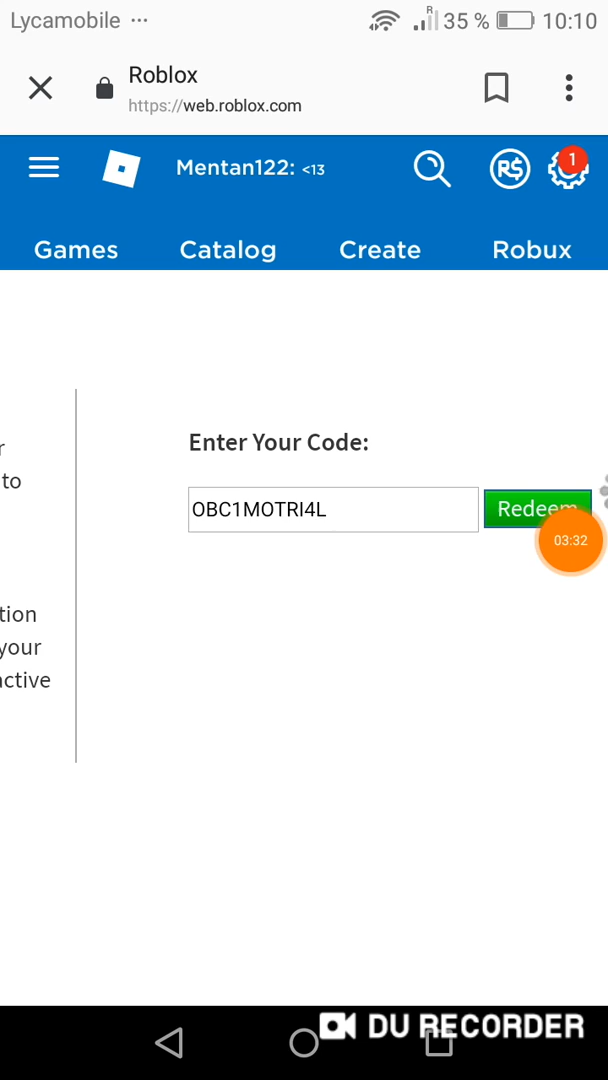 Lycamobile ...
R
35 % 10:10
Roblox
https://web.roblox.com
Mentan122: <13
R$
1
Games Catalog Create Robux
r
to
Enter Your Code:
OBC1MOTRI4L
Redeem
03:32
tion
your
active
DU RECORDER